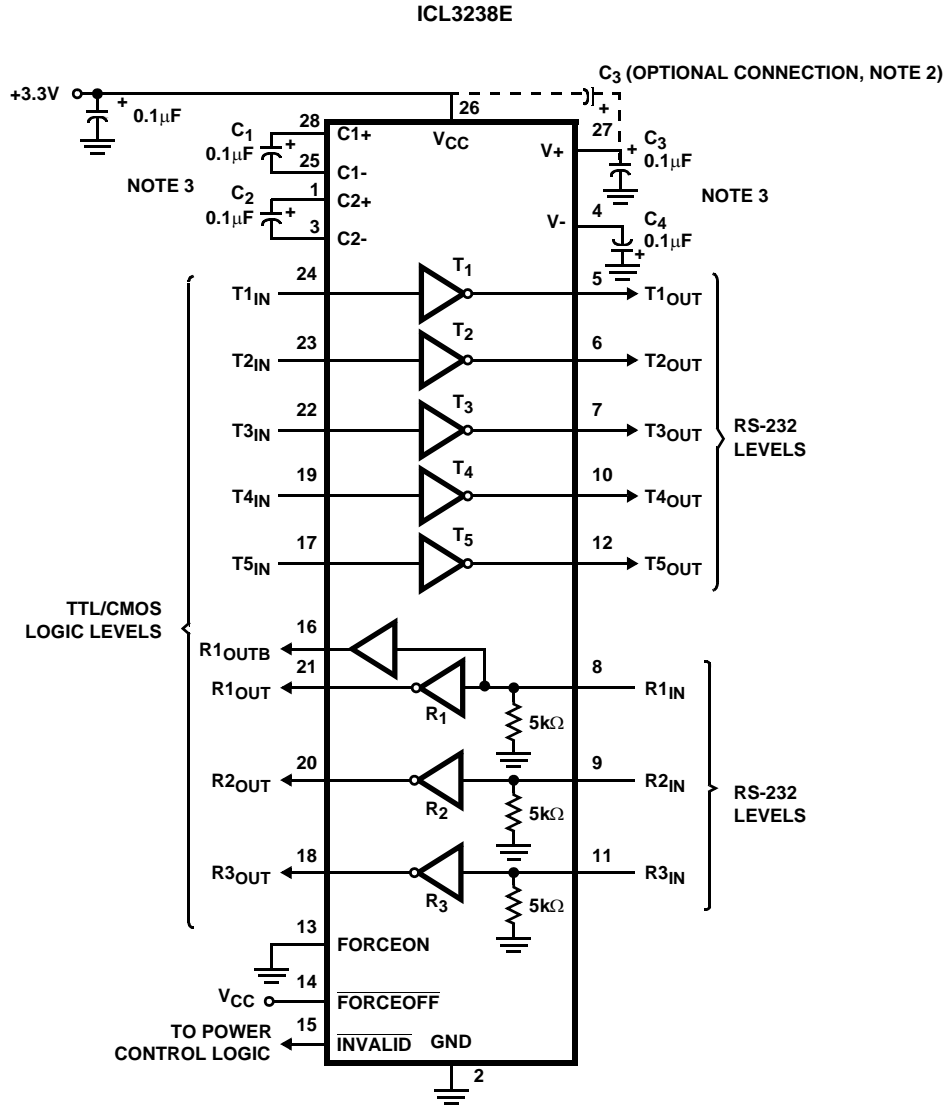 ICL3238E
C3 (OPTIONAL CONNECTION, NOTE 2)
+3.3V
+
0.1μF
26
VCC
+
28
C1+
C1
0.1μF
+
25
C1-
NOTE 3
1
C2+
C2
0.1μF
+
3
C2-
27
V+
+
C3
0.1μF
NOTE 3
4
V-
C4
0.1μF
+
T1IN
24
T1
5
T1OUT
T2IN
23
T2
6
T2OUT
T3IN
22
T3
7
T3OUT
RS-232
LEVELS
T4IN
19
T4
10
T4OUT
T5IN
17
T5
12
T5OUT
TTL/CMOS
LOGIC LEVELS
R1OUTB
16
R1OUT
21
R1
8
R1IN
5kΩ
R2OUT
20
R2
9
R2IN
5kΩ
RS-232
LEVELS
R3OUT
18
R3
11
R3IN
5kΩ
13
FORCEON
VCC
14
FORCEOFF
TO POWER
CONTROL LOGIC
15
INVALID
GND
2